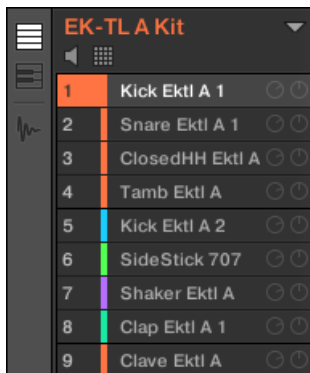 EK-TL A Kit
1 Kick Ektl A 1
2 Snare Ektl A 1
3 ClosedHH Ektl A
4 Tamb Ektl A
5 Kick Ektl A 2
6 SideStick 707
7 Shaker Ektl A
8 Clap Ektl A 1
9 Clave Ektl A